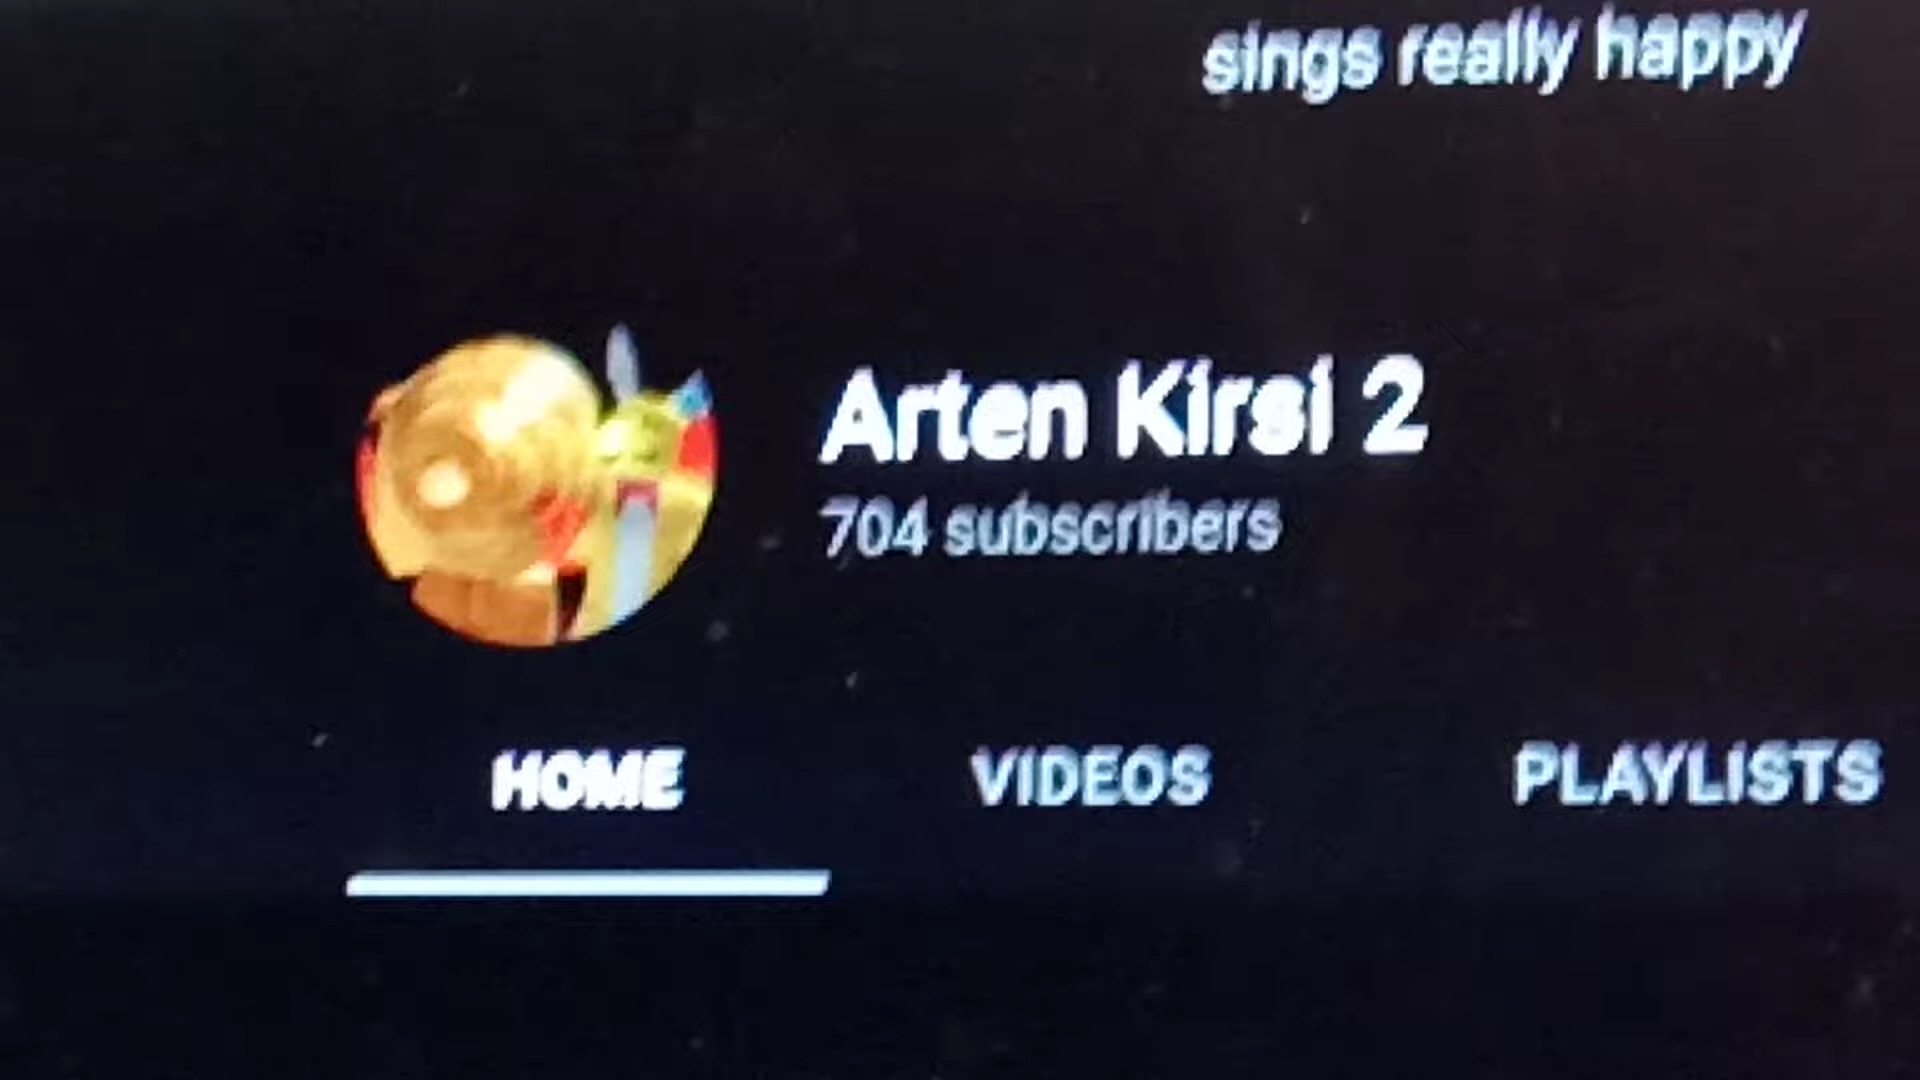 sings really happy
Arten Kirsi 2
704 subscribers
HOME
VIDEOS
PLAYLISTS